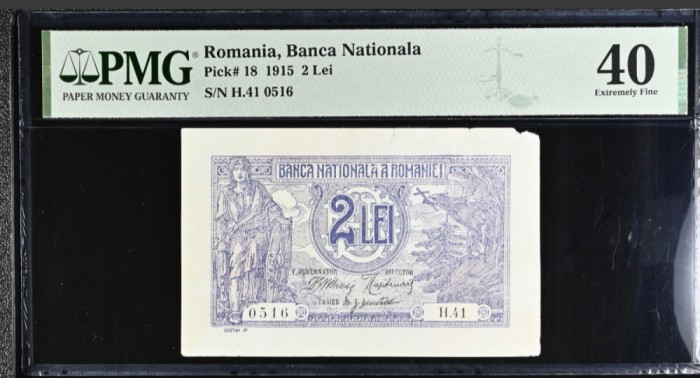 PMG
PAPER MONEY GUARANTY
Romania, Banca Nationala
Pick# 18 1915 2 Lei
S/N H.41 0516
40
Extremely Fine
BANCA NATIONALA A ROMANIEI
2 LEI
V. GUVERNATOR DIRECTOR
CASIER
0516 H.41